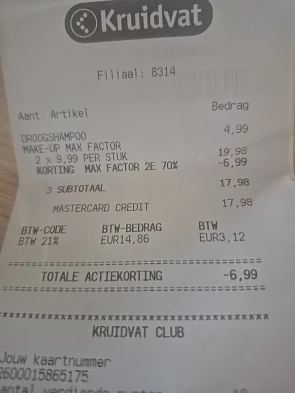 Kruidvat
Filiaal: 8314
Aant. Artikel Bedrag
DROOGSHAMPOO 4,99
MAKE-UP MAX FACTOR
2 x 9,99 PER STUK 19,98
KORTING MAX FACTOR 2E 70% -6,99
3 SUBTOTAAL 17,98
MASTERCARD CREDIT 17,98
BTW-CODE BTW-BEDRAG BTW
BTW 21% EUR14,86 EUR3,12
TOTALE ACTIEKORTING -6,99
KRUIDVAT CLUB
Jouw kaartnummer
2600015865175